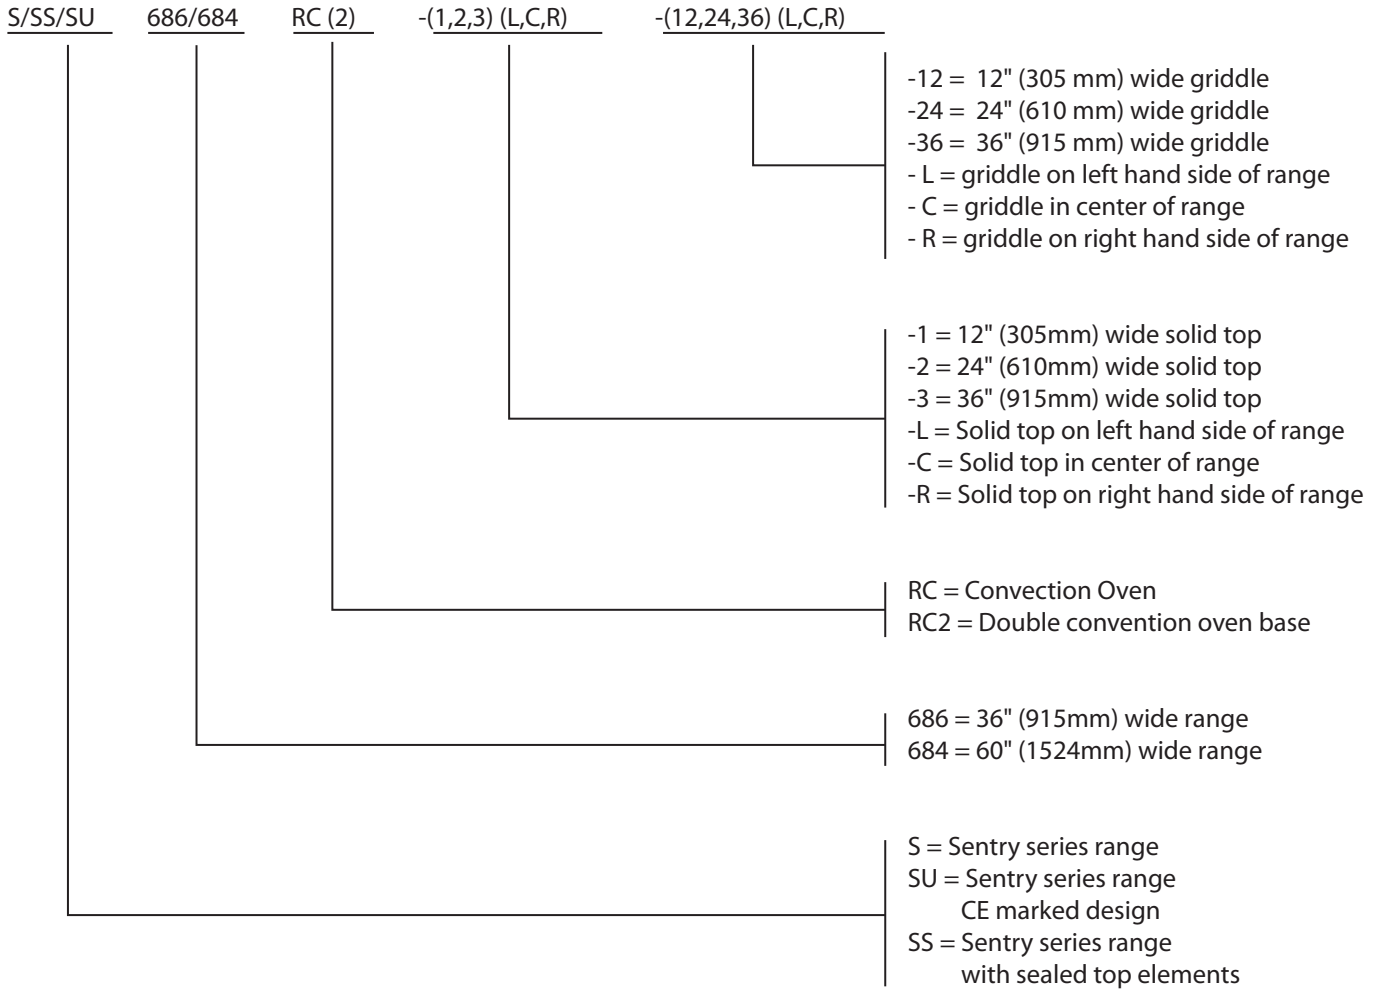 S/SS/SU 686/684 RC (2) -(1,2,3) (L,C,R) -(12,24,36) (L,C,R)
-12 = 12" (305 mm) wide griddle
-24 = 24" (610 mm) wide griddle
-36 = 36" (915 mm) wide griddle
- L = griddle on left hand side of range
- C = griddle in center of range
- R = griddle on right hand side of range
-1 = 12" (305mm) wide solid top
-2 = 24" (610mm) wide solid top
-3 = 36" (915mm) wide solid top
-L = Solid top on left hand side of range
-C = Solid top in center of range
-R = Solid top on right hand side of range
RC = Convection Oven
RC2 = Double convention oven base
686 = 36" (915mm) wide range
684 = 60" (1524mm) wide range
S = Sentry series range
SU = Sentry series range
CE marked design
SS = Sentry series range
with sealed top elements